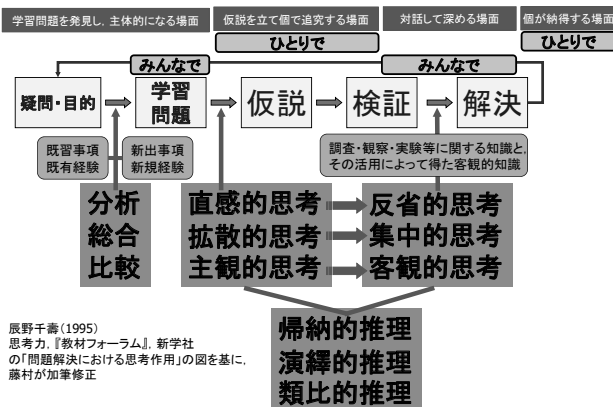 学習問題を発見し，主体的になる場面
仮説を立て個で追究する場面
対話して深める場面
個が納得する場面
ひとりで
ひとりで
みんなで
みんなで
疑問・目的
学習
問題
仮説
検証
解決
既習事項
既有経験
新出事項
新規経験
調査・観察・実験等に関する知識と，
その活用によって得た客観的知識
分析
総合
比較
直感的思考
拡散的思考
主観的思考
反省的思考
集中的思考
客観的思考
帰納的推理
演繹的推理
類比的推理
辰野千壽(1995)
思考力，『教材フォーラム』，新学社
の「問題解決における思考作用」の図を基に，
藤村が加筆修正